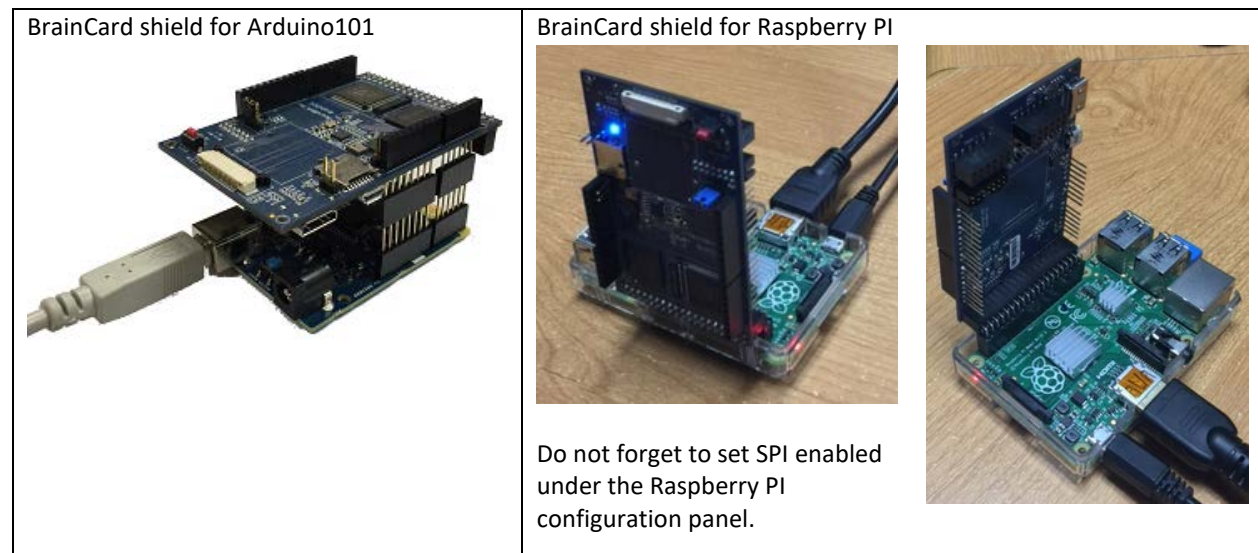 BrainCard shield for Arduino101
BrainCard shield for Raspberry PI
Do not forget to set SPI enabled
under the Raspberry PI
configuration panel.